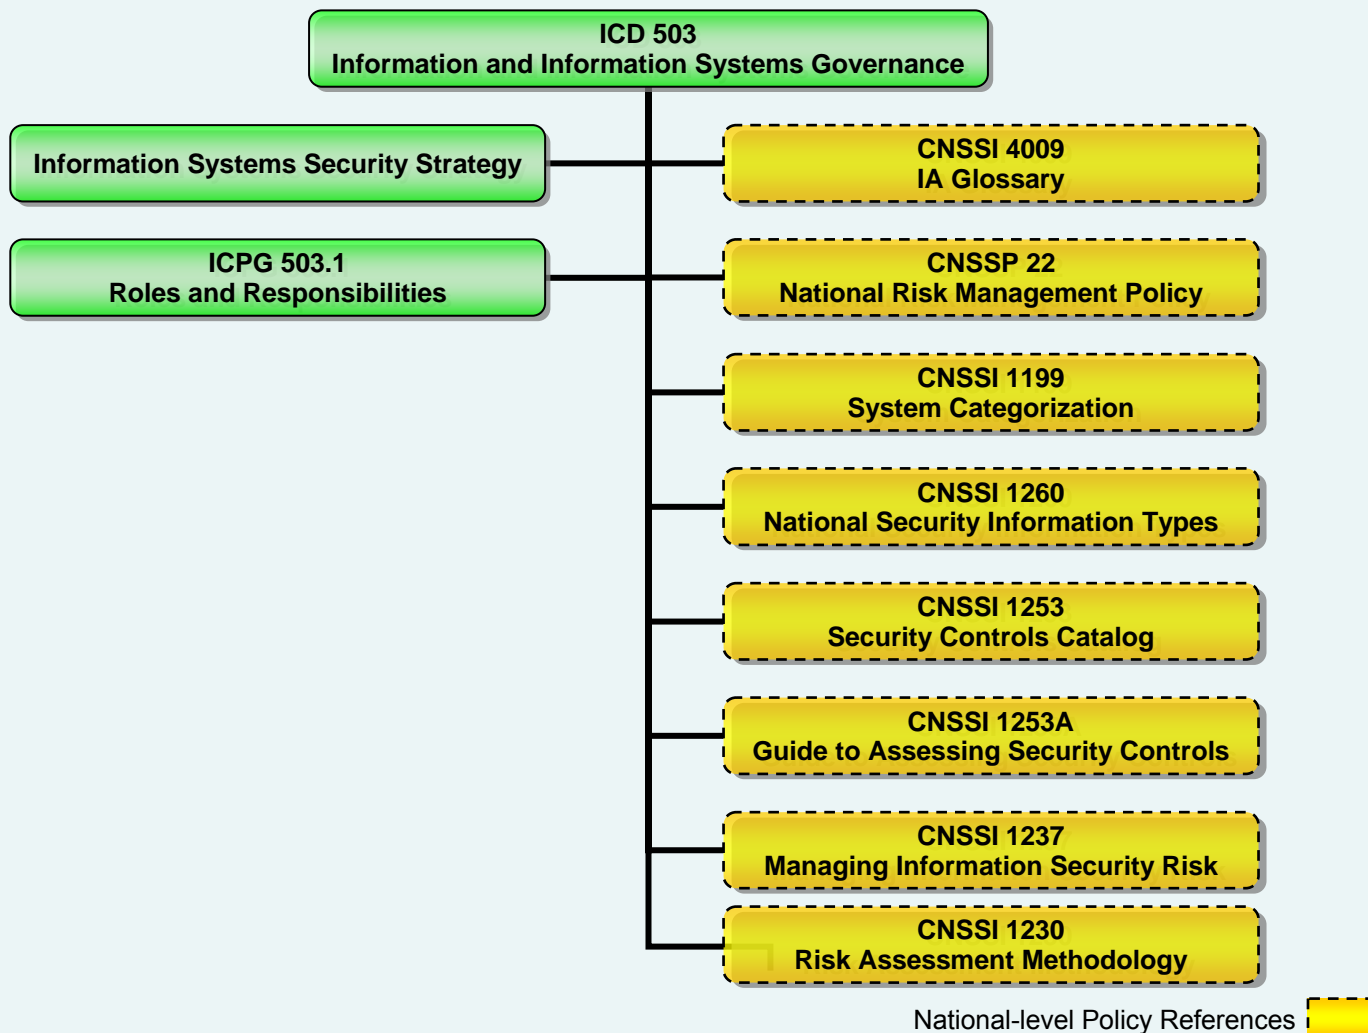 ICD 503
Information and Information Systems Governance
Information Systems Security Strategy
CNSSI 4009
IA Glossary
ICPG 503.1
Roles and Responsibilities
CNSSP 22
National Risk Management Policy
CNSSI 1199
System Categorization
CNSSI 1260
National Security Information Types
CNSSI 1253
Security Controls Catalog
CNSSI 1253A
Guide to Assessing Security Controls
CNSSI 1237
Managing Information Security Risk
CNSSI 1230
Risk Assessment Methodology
National-level Policy References